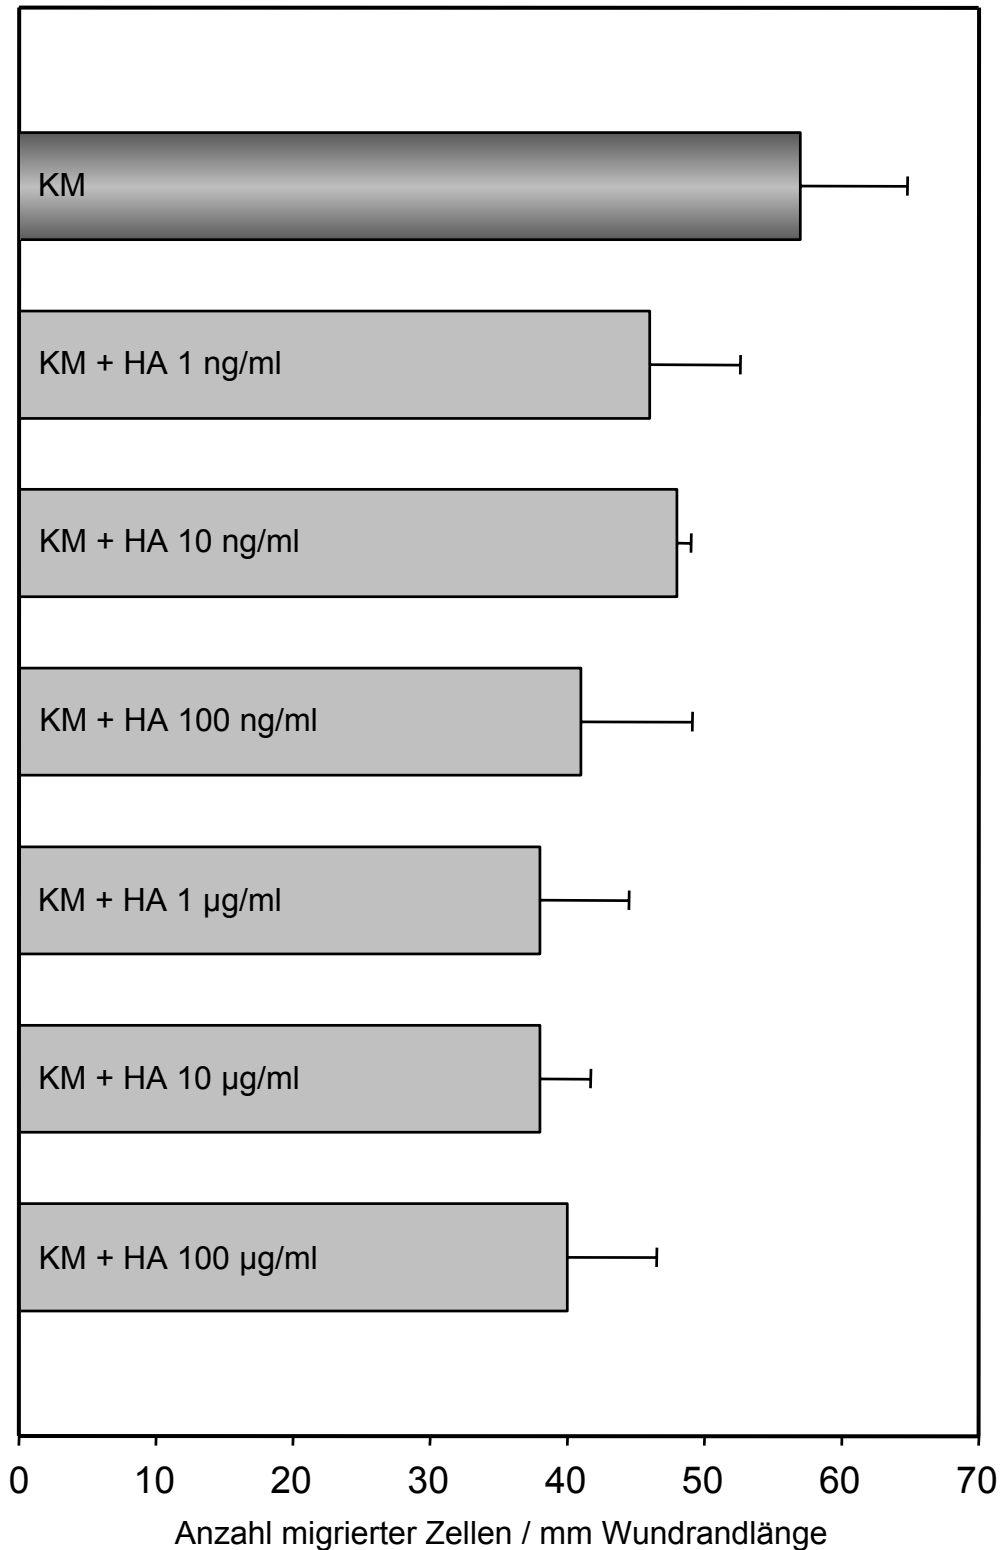 KM
KM + HA 1 ng/ml
KM + HA 10 ng/ml
KM + HA 100 ng/ml
KM + HA 1 µg/ml
KM + HA 10 µg/ml
KM + HA 100 µg/ml
0 10 20 30 40 50 60 70
Anzahl migrierter Zellen / mm Wundrandlänge